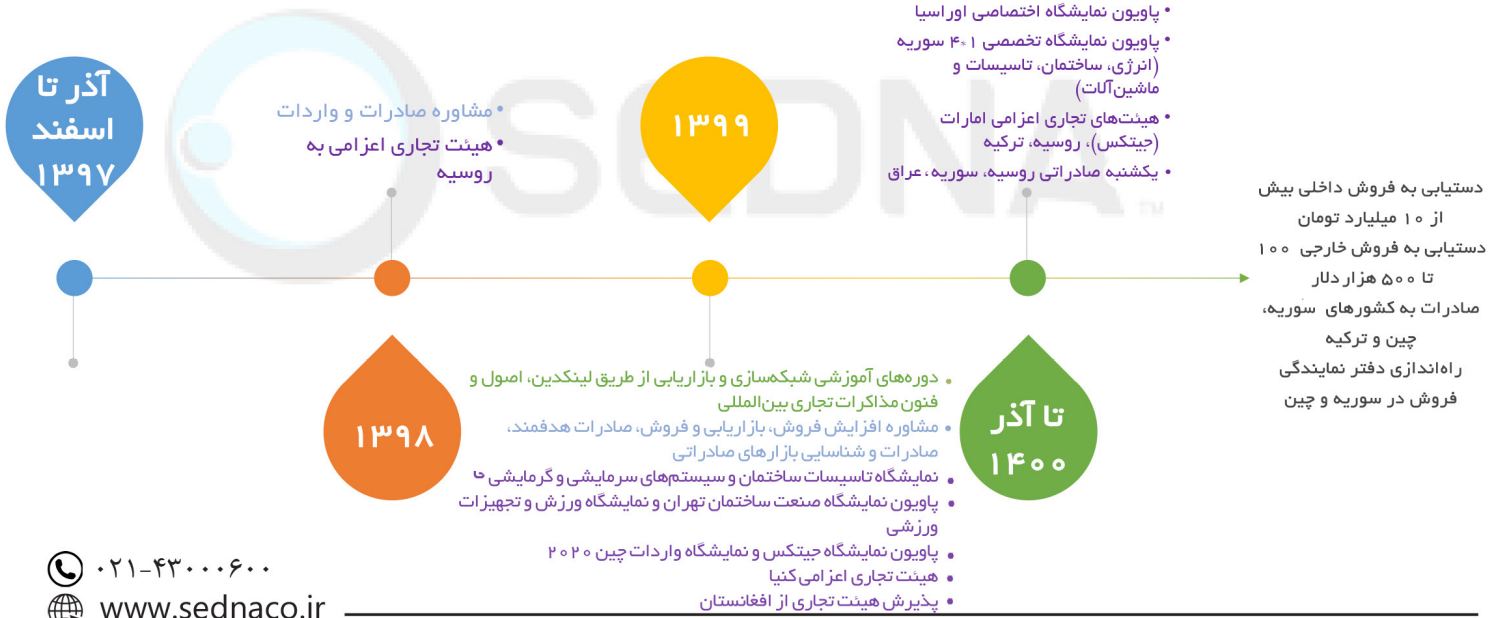 آذر تا
اسفند
۱۳۹۷
• مشاوره صادرات و واردات
• هیئت تجاری اعزامی به
روسیه
۱۳۹۸
۱۳۹۹
• دوره‌های آموزشی شبکه‌سازی و بازاریابی از طریق لینکدین، اصول و
فنون مذاکرات تجاری بین‌المللی
• مشاوره افزایش فروش، بازاریابی و فروش، صادرات هدفمند،
صادرات و شناسایی بازارهای صادراتی
• نمایشگاه تاسیسات ساختمان و سیستم‌های سرمایشی و گرمایشی
• پاویون نمایشگاه صنعت ساختمان تهران و نمایشگاه ورزش و تجهیزات
ورزشی
• پاویون نمایشگاه جیتکس و نمایشگاه واردات چین ۲۰۲۰
• هیئت تجاری اعزامی کنیا
• پذیرش هیئت تجاری از افغانستان
• پاویون نمایشگاه اختصاصی اوراسیا
• پاویون نمایشگاه تخصصی ۱*۴ سوریه
(انرژی، ساختمان، تاسیسات و
ماشین‌آلات)
• هیئت‌های تجاری اعزامی امارات
(جیتکس)، روسیه، ترکیه
• یکشنبه صادراتی روسیه، سوریه، عراق
تا آذر
۱۴۰۰
دستیابی به فروش داخلی بیش
از ۱۰ میلیارد تومان
دستیابی به فروش خارجی ۱۰۰
تا ۵۰۰ هزار دلار
صادرات به کشورهای سوریه،
چین و ترکیه
راه‌اندازی دفتر نمایندگی
فروش در سوریه و چین
SEDNA
TM
۰۲۱-۴۳۰۰۰۶۰۰
www.sednaco.ir